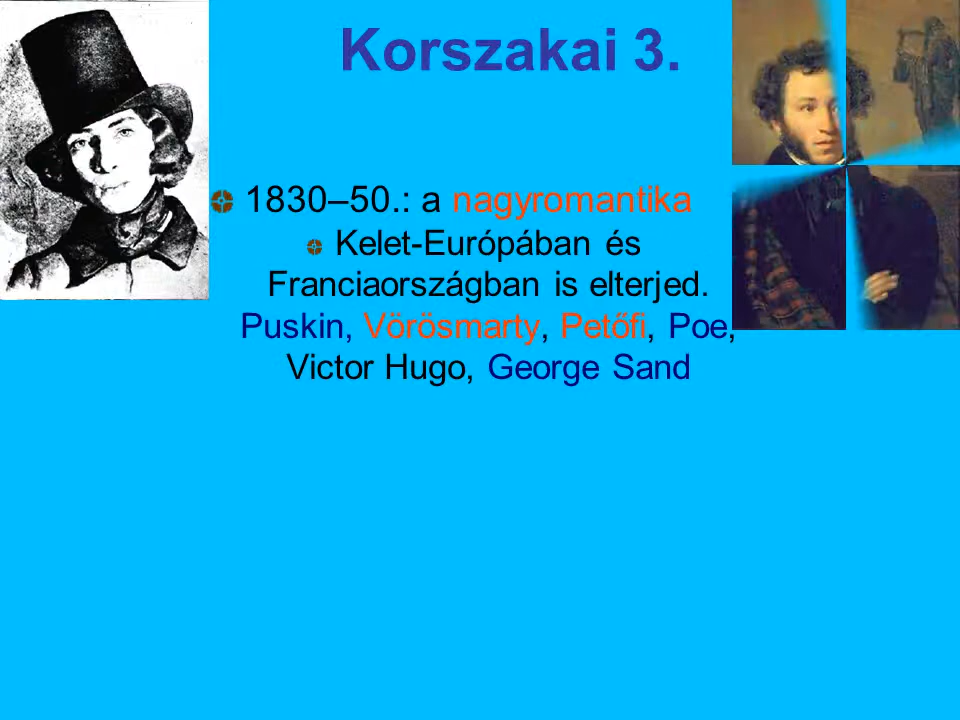 Korszakai 3.
1830–50.: a nagyromantika
Kelet-Európában és
Franciaországban is elterjed.
Puskin, Vörösmarty, Petőfi, Poe,
Victor Hugo, George Sand